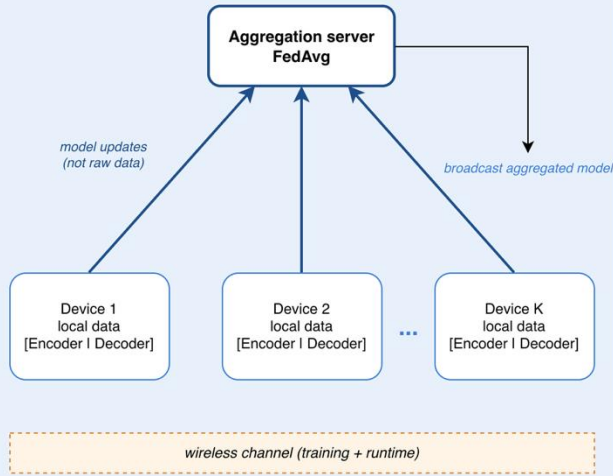 Aggregation server
FedAvg
model updates
(not raw data)
broadcast aggregated model
Device 1
local data
[Encoder | Decoder]
Device 2
local data
[Encoder | Decoder]
...
Device K
local data
[Encoder | Decoder]
wireless channel (training + runtime)